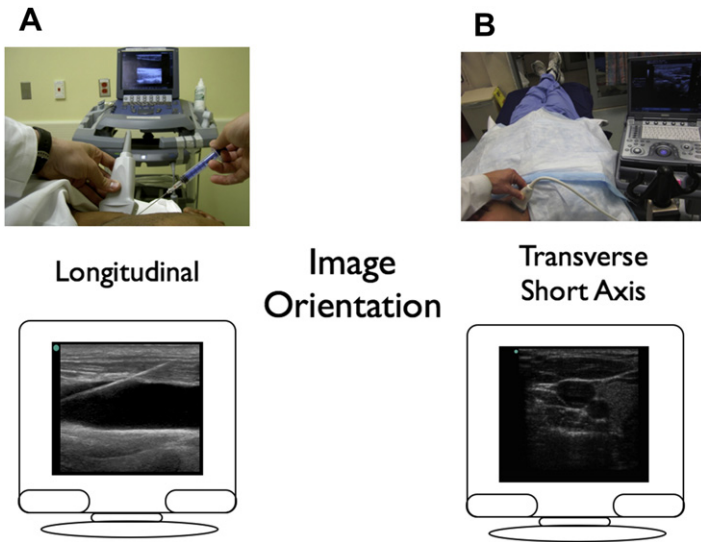 A
B
Longitudinal
Image
Orientation
Transverse
Short Axis